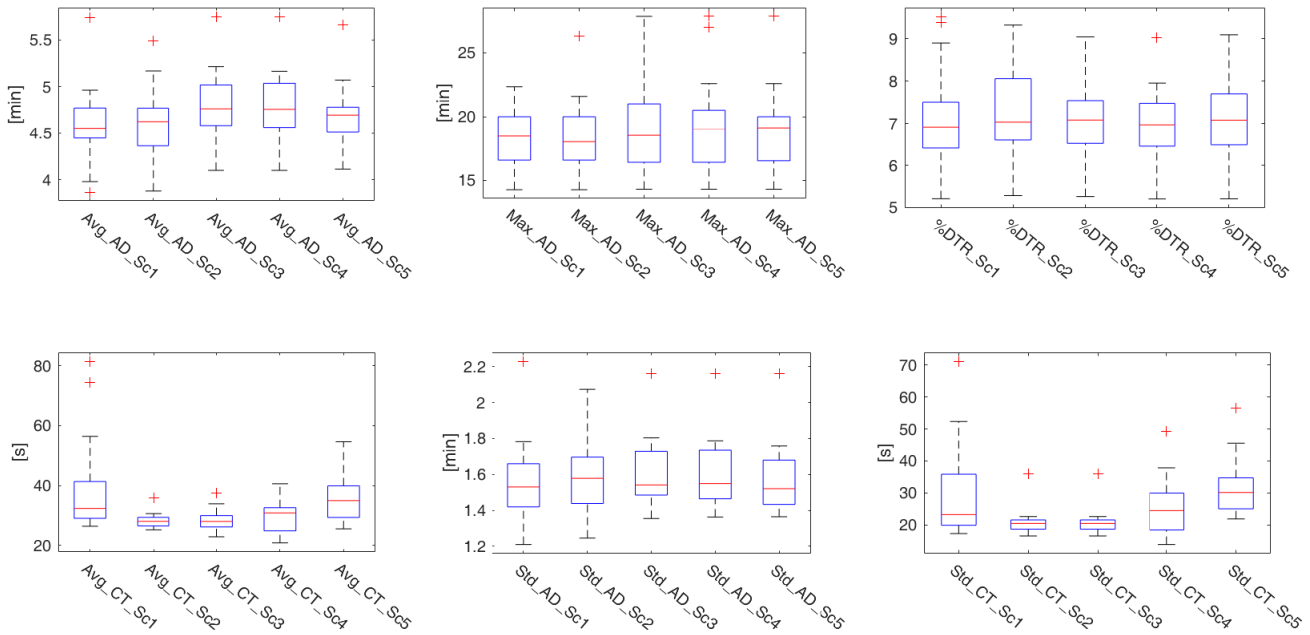 5.5
5
4.5
4
[min]
Avg_AD_Sc1
Avg_AD_Sc2
Avg_AD_Sc3
Avg_AD_Sc4
Avg_AD_Sc5
25
20
15
[min]
Max_AD_Sc1
Max_AD_Sc2
Max_AD_Sc3
Max_AD_Sc4
Max_AD_Sc5
9
8
7
6
5
%DTR_Sc1
%DTR_Sc2
%DTR_Sc3
%DTR_Sc4
%DTR_Sc5
80
60
40
20
[s]
Avg_CT_Sc1
Avg_CT_Sc2
Avg_CT_Sc3
Avg_CT_Sc4
Avg_CT_Sc5
2.2
2
1.8
1.6
1.4
1.2
[min]
Std_AD_Sc1
Std_AD_Sc2
Std_AD_Sc3
Std_AD_Sc4
Std_AD_Sc5
70
60
50
40
30
20
[s]
Std_CT_Sc1
Std_CT_Sc2
Std_CT_Sc3
Std_CT_Sc4
Std_CT_Sc5